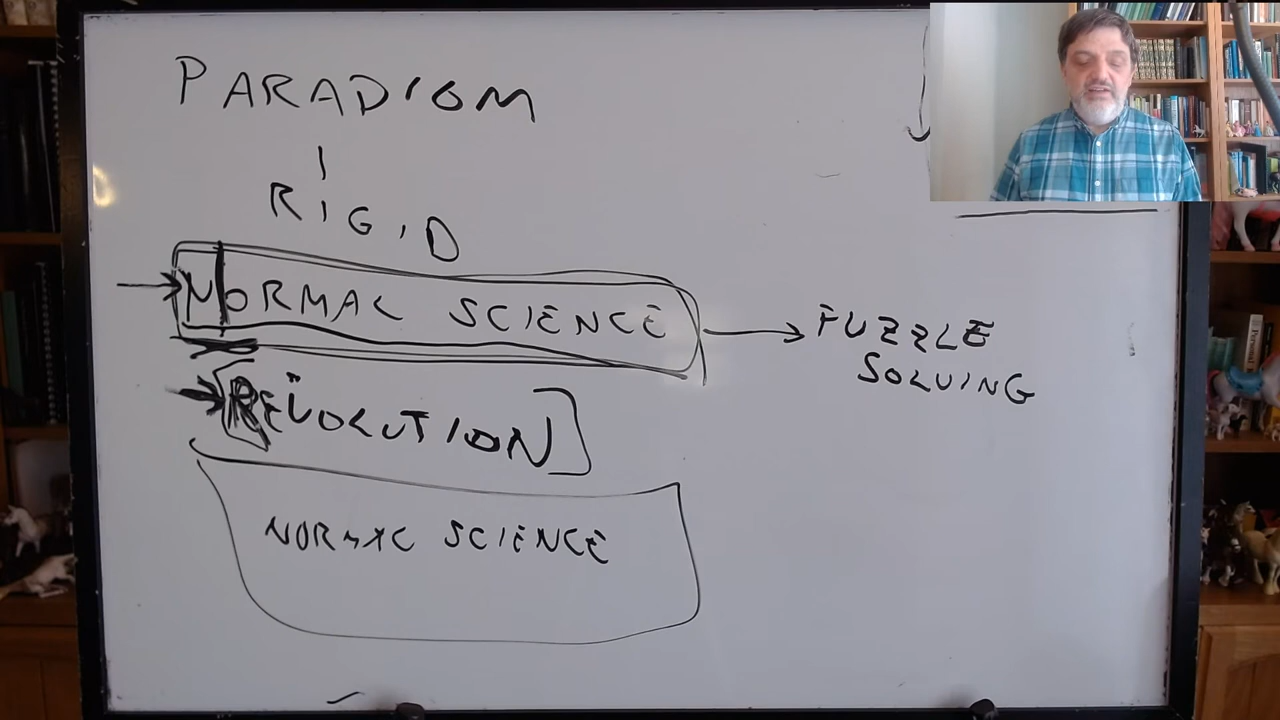 PARADIGM
RIGID
NORMAL SCIENCE
PUZZLE
SOLVING
REVOLUTION
NORMAL SCIENCE